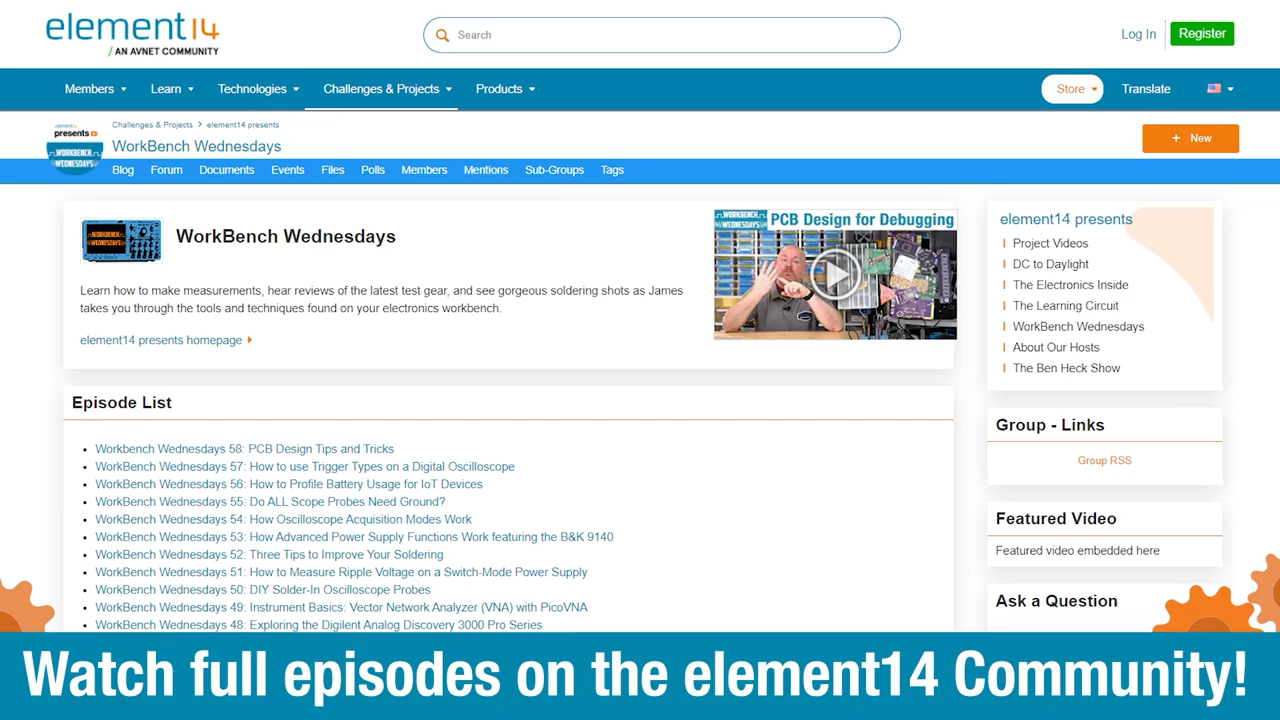 element14
/ AN AVNET COMMUNITY
Search
Log In
Register
Members
Learn
Technologies
Challenges & Projects
Products
Store
Translate
element14
presents
WORKBENCH
WEDNESDAYS
Challenges & Projects > element14 presents
WorkBench Wednesdays
+ New
Blog
Forum
Documents
Events
Files
Polls
Members
Mentions
Sub-Groups
Tags
WORKBENCH
WEDNESDAYS
WorkBench Wednesdays
Learn how to make measurements, hear reviews of the latest test gear, and see gorgeous soldering shots as James
takes you through the tools and techniques found on your electronics workbench.
element14 presents homepage
WORKBENCH
WEDNESDAYS
PCB Design for Debugging
Episode List
Workbench Wednesdays 58: PCB Design Tips and Tricks
WorkBench Wednesdays 57: How to use Trigger Types on a Digital Oscilloscope
WorkBench Wednesdays 56: How to Profile Battery Usage for IoT Devices
WorkBench Wednesdays 55: Do ALL Scope Probes Need Ground?
WorkBench Wednesdays 54: How Oscilloscope Acquisition Modes Work
WorkBench Wednesdays 53: How Advanced Power Supply Functions Work featuring the B&K 9140
WorkBench Wednesdays 52: Three Tips to Improve Your Soldering
WorkBench Wednesdays 51: How to Measure Ripple Voltage on a Switch-Mode Power Supply
WorkBench Wednesdays 50: DIY Solder-In Oscilloscope Probes
WorkBench Wednesdays 49: Instrument Basics: Vector Network Analyzer (VNA) with PicoVNA
WorkBench Wednesdays 48: Exploring the Digilent Analog Discovery 3000 Pro Series
element14 presents
Project Videos
DC to Daylight
The Electronics Inside
The Learning Circuit
WorkBench Wednesdays
About Our Hosts
The Ben Heck Show
Group - Links
Group RSS
Featured Video
Featured video embedded here
Ask a Question
Watch full episodes on the element14 Community!